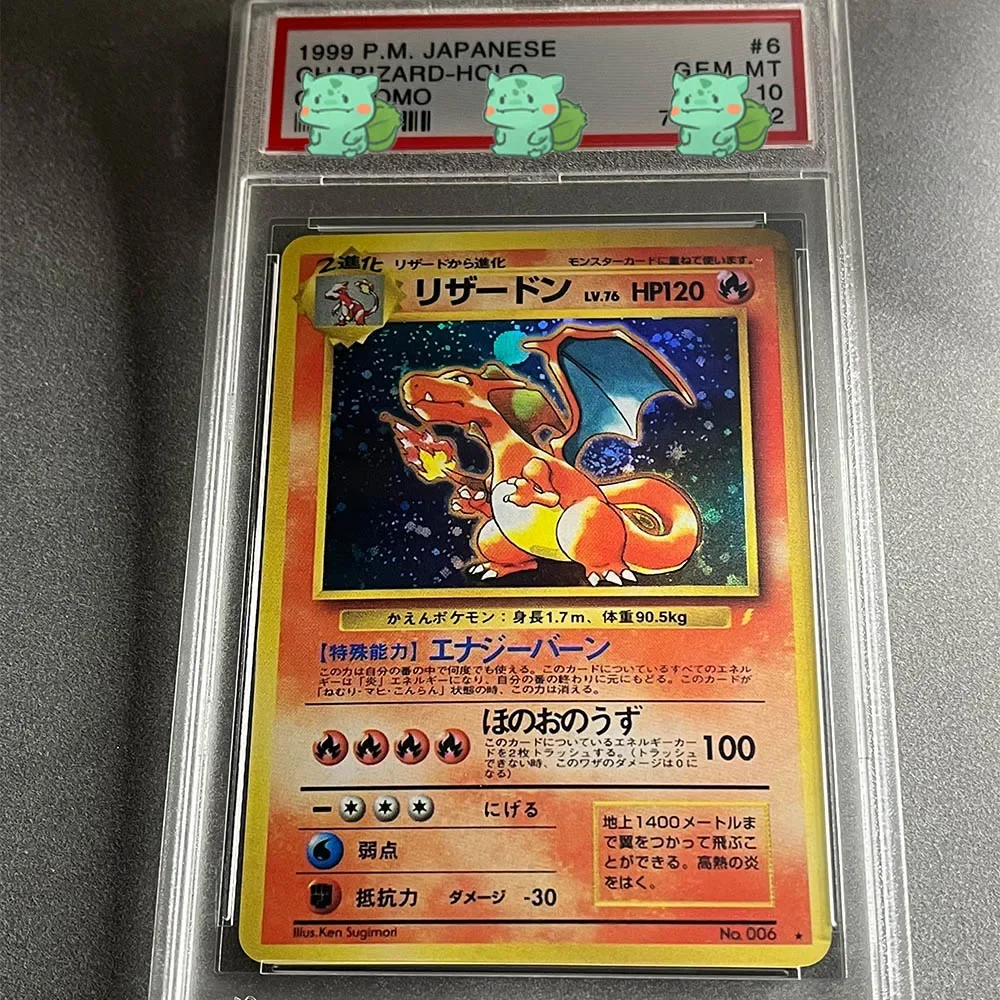 1999 P.M. JAPANESE #6
CHARIZARD-HOLO GEM MT
10
2進化 リザードから進化 モンスターカードに重ねて使います。
リザードン LV.76 HP120
かえんポケモン：身長1.7m、体重90.5kg
【特殊能力】エナジーバーン
この力は自分の番の中で何度でも使える。このカードについているすべてのエネル
ギーは「炎」エネルギーになり、自分の番の終わりに元にもどる。このカードが
「ねむり・マヒ・こんらん」状態の時、この力は消える。
ほのおのうず
このカードについているエネルギーカー
ドを2枚トラッシュする。（トラッシュ
できない時、このワザのダメージは0に
なる）
100
にげる
弱点
抵抗力 ダメージ -30
地上1400メートルま
で翼をつかって飛ぶこ
とができる。高熱の炎
をはく。
Illus.Ken Sugimori No. 006